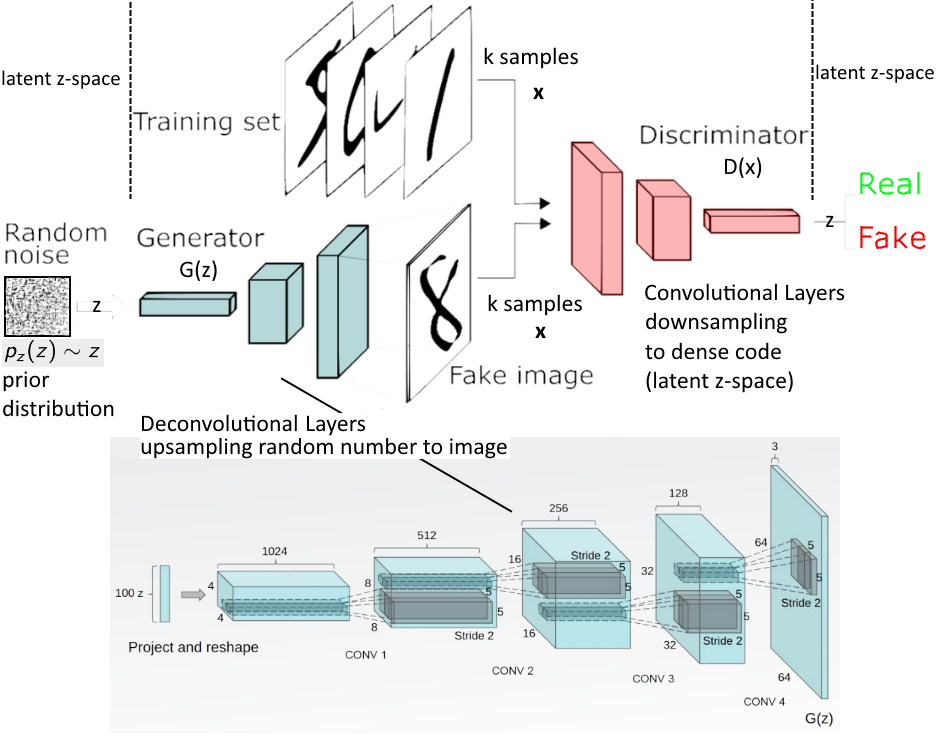 latent z-space
Training set
k samples
x
latent z-space
Discriminator
D(x)
Real
z
Fake
Random
noise
Generator
G(z)
z
p_z(z) ∼ z
prior
distribution
8
k samples
x
Fake image
Convolutional Layers
downsampling
to dense code
(latent z-space)
Deconvolutional Layers
upsampling random number to image
100 z
Project and reshape
1024
4
4
512
8
8
5
5
Stride 2
CONV 1
256
16
16
Stride 2
5
5
CONV 2
128
32
32
5
5
Stride 2
CONV 3
3
64
64
5
5
Stride 2
CONV 4
G(z)